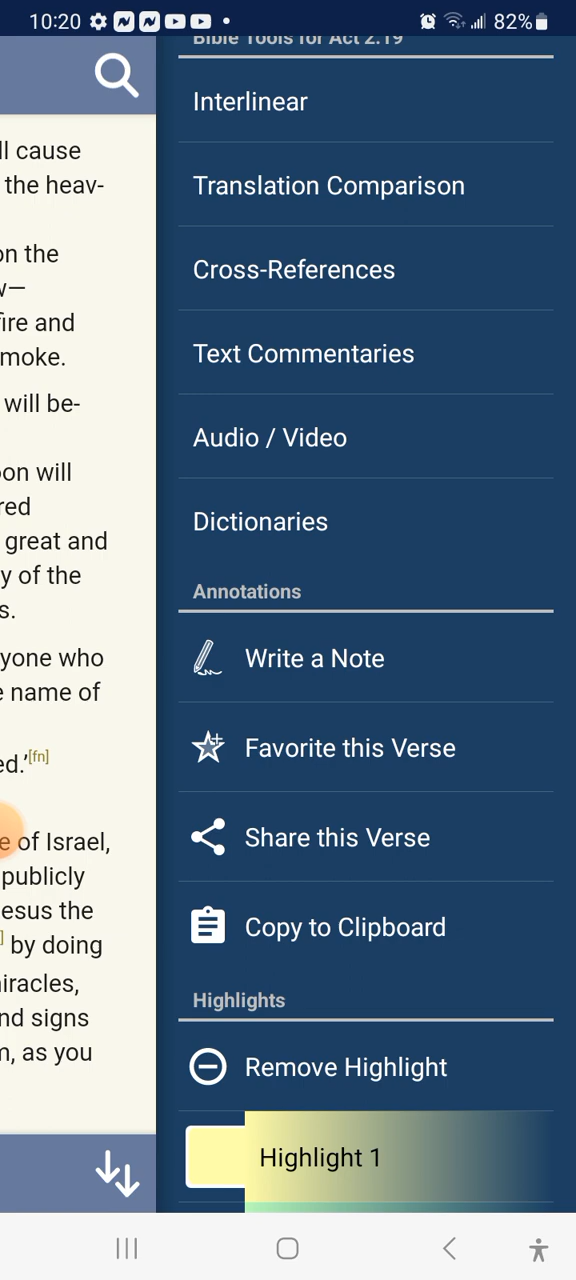 10:20
82%
Bible Tools for Act 2:19
Interlinear
Translation Comparison
Cross-References
Text Commentaries
Audio / Video
Dictionaries
Annotations
Write a Note
Favorite this Verse
Share this Verse
Copy to Clipboard
Highlights
Remove Highlight
Highlight 1
ll cause
the heav-
on the
w—
fire and
moke.
will be-
oon will
red
great and
y of the
s.
yone who
e name of
ed.’[fn]
e of Israel,
publicly
esus the
] by doing
iracles,
nd signs
n, as you